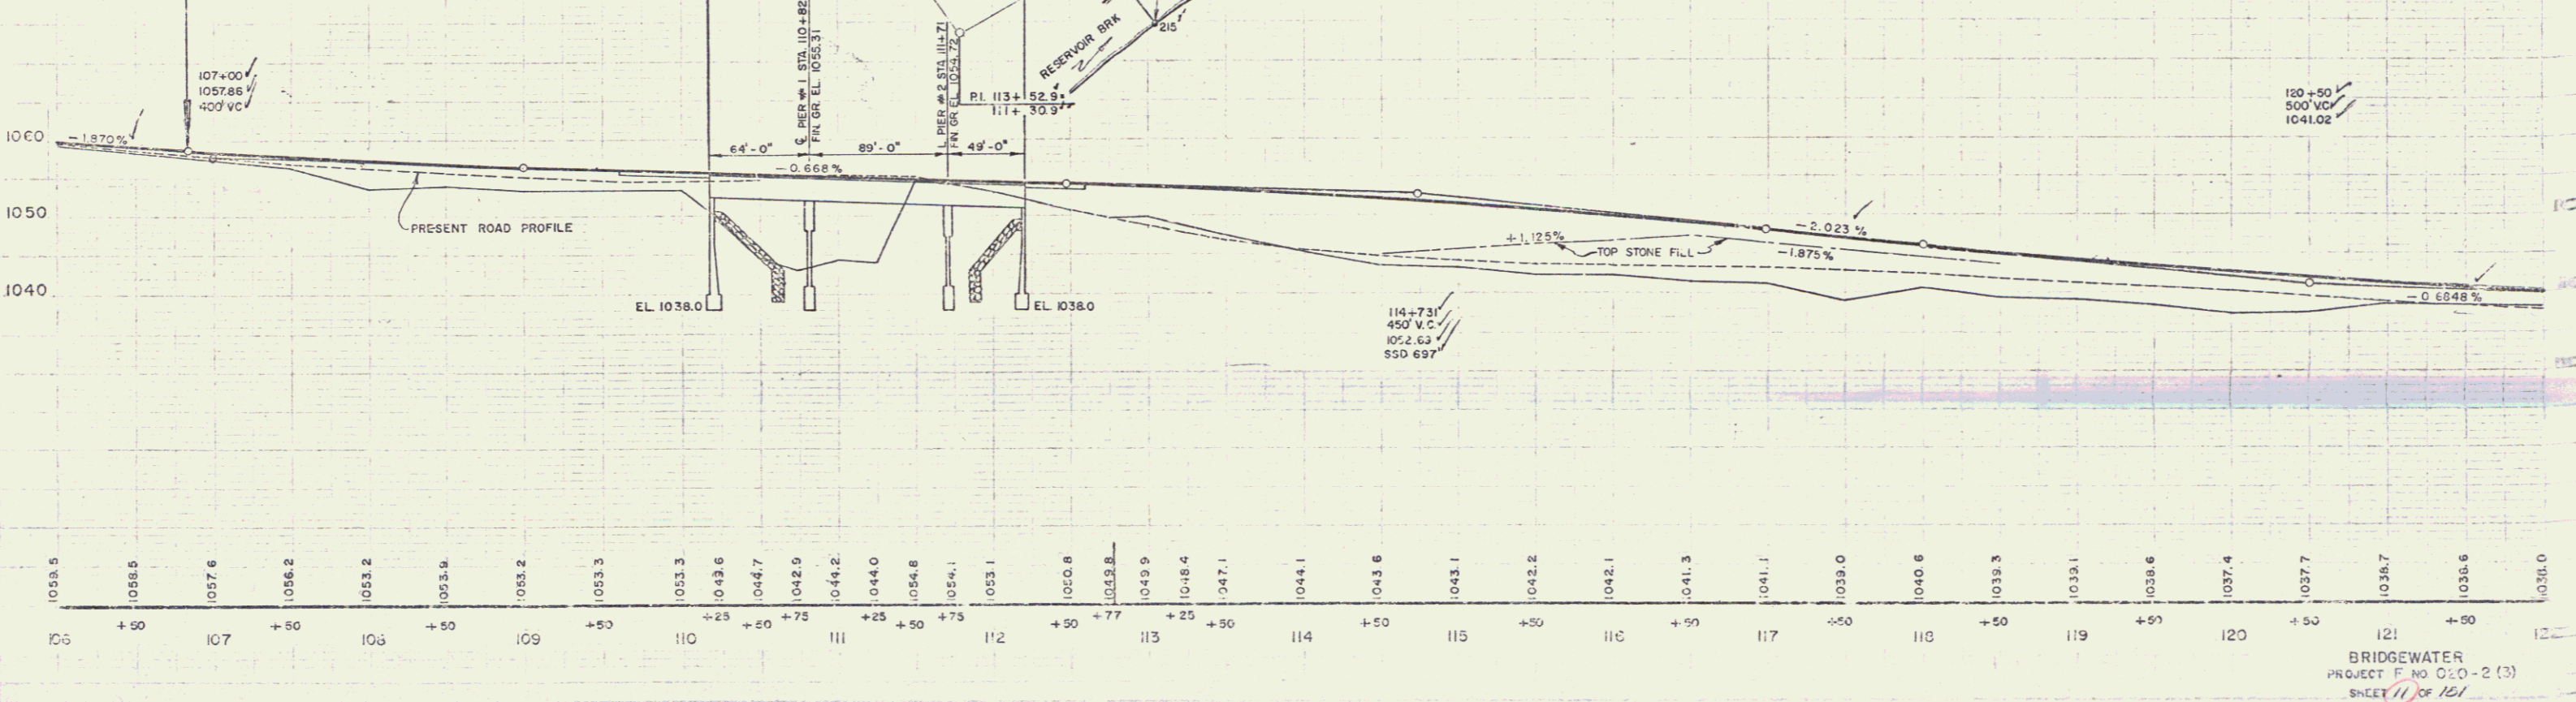 107+00
1057.86
400' VC
1060
-1.870%
PRESENT ROAD PROFILE
1050
1040
64'-0"
89'-0"
49'-0"
-0.668%
℄ PIER #1 STA. 110+82
FIN GR. EL. 1055.31
PIER #2 STA 111+71
FIN GR. EL 1054.72
P.I. 113+52.9
111+30.9
RESERVOIR BRK
215
EL. 1038.0
EL 1038.0
+1.125%
TOP STONE FILL
-1.875%
-2.023%
114+731
450' V.C.
1052.63
SSD 697'
120+50
500' V.C.
1041.02
-0.6848%
1059.5 1058.5 1057.6 1056.2 1053.2 1053.9 1053.2 1053.3 1053.3 1049.6 1044.7 1042.9 1044.2 1044.0 1054.8 1054.1 1053.1 1050.8 1049.8 1049.9 1048.4 1047.1 1044.1 1043.6 1043.1 1042.2 1042.1 1041.3 1041.1 1039.0 1040.6 1039.3 1039.1 1038.6 1037.4 1037.7 1038.7 1038.6 1038.0
+50 +50 +50 +50 +25 +50 +75 +25 +50 +75 +50 +77 +25 +50 +50 +50 +50 +50 +50 +50 +50 +50
106 107 108 109 110 111 112 113 114 115 116 117 118 119 120 121
BRIDGEWATER
PROJECT F NO. 020-2(3)
SHEET 11 OF 151